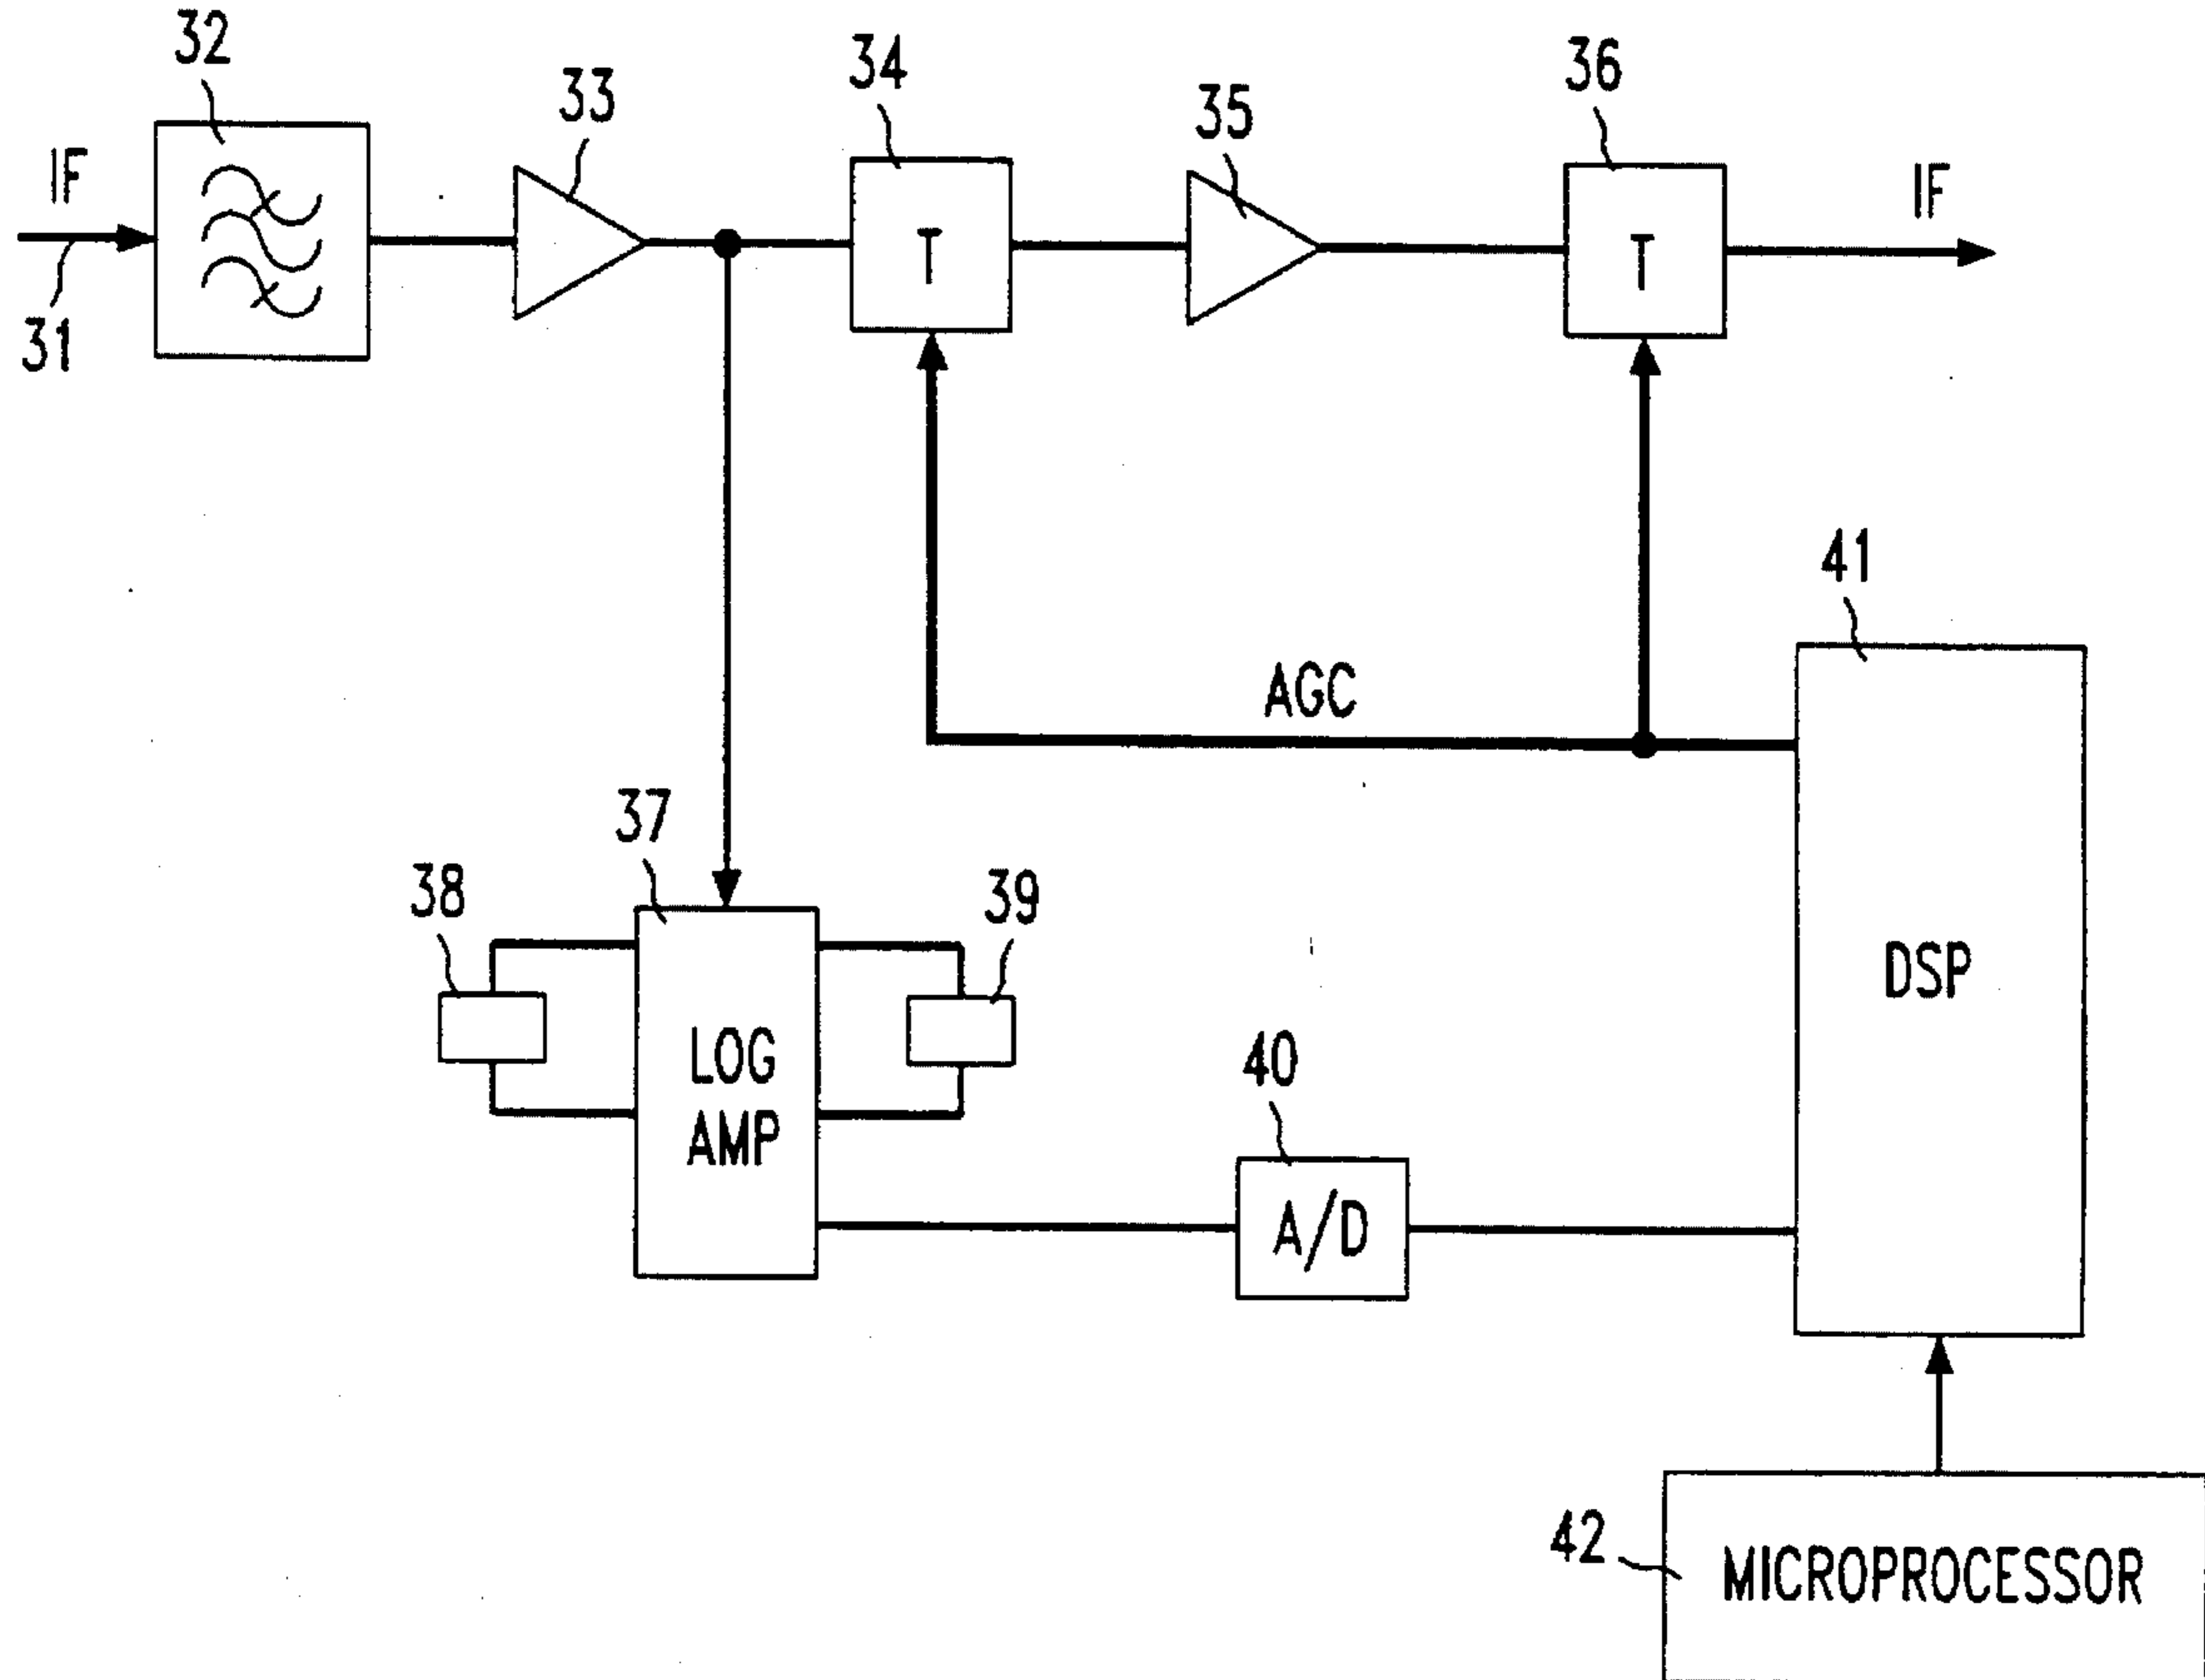 32
33
34
35
36
IF
IF
T
T
31
41
AGC
37
38
39
DSP
LOG
AMP
40
A/D
42
MICROPROCESSOR